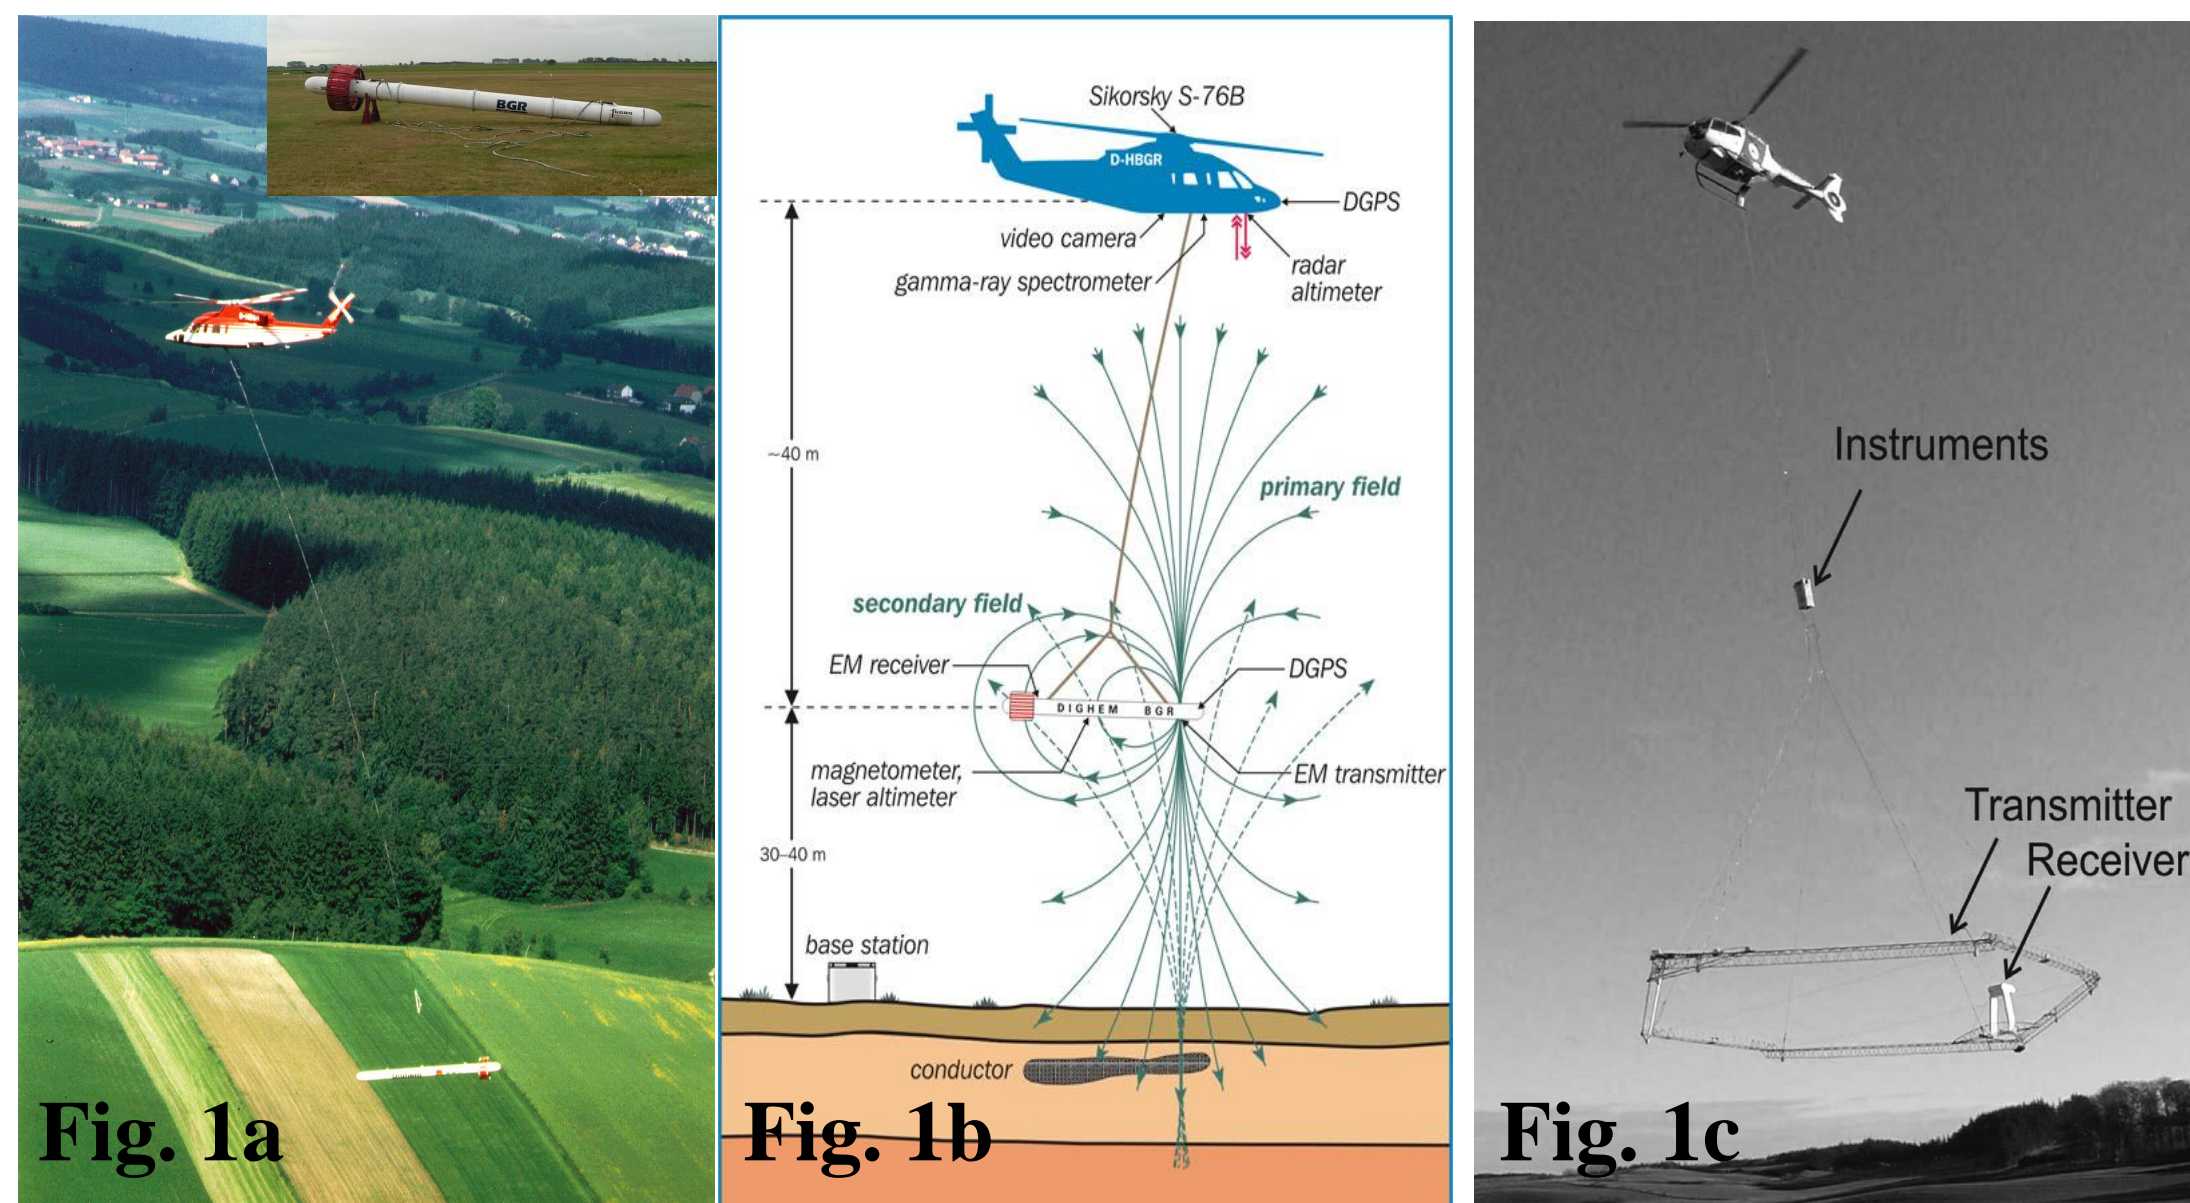 BGR
fugro
D-HBGR
Fig. 1a
Sikorsky S-76B
D-HBGR
DGPS
video camera
gamma-ray spectrometer
radar
altimeter
~40 m
primary field
secondary field
EM receiver
DGPS
DIGHEM BGR
magnetometer,
laser altimeter
EM transmitter
30–40 m
base station
conductor
Fig. 1b
Instruments
Transmitter
Receiver
Fig. 1c